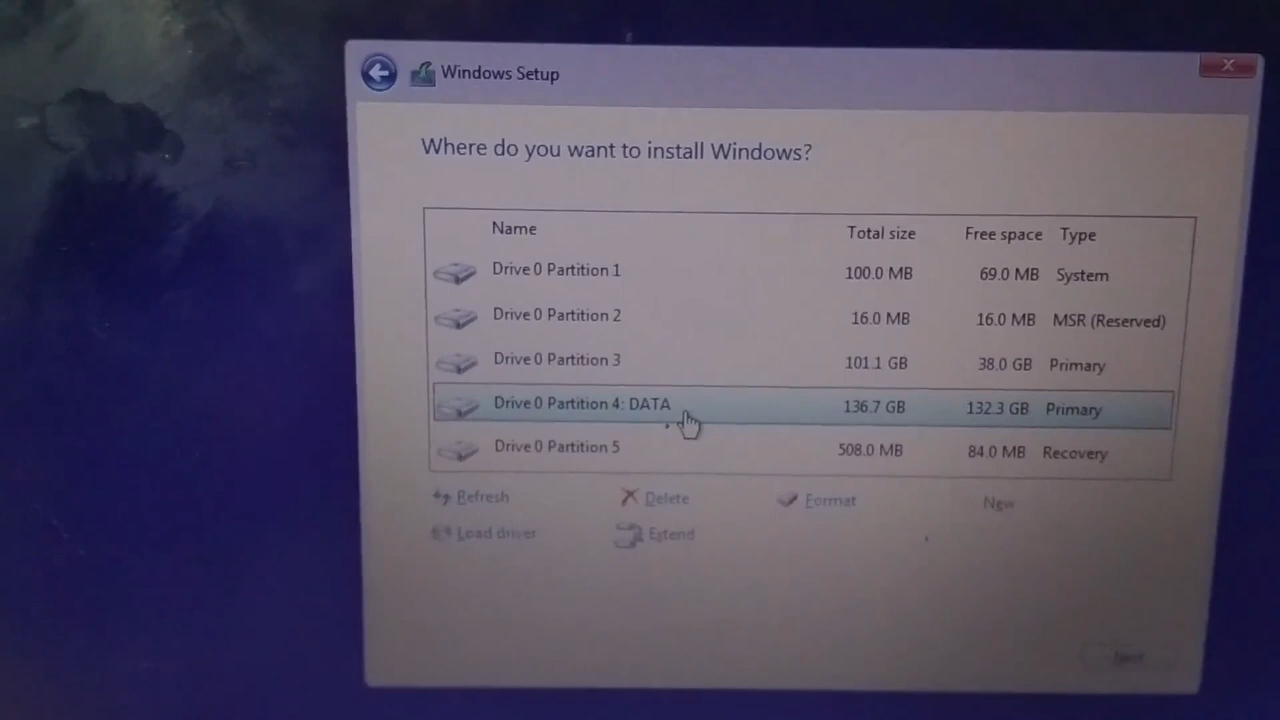 Windows Setup
Where do you want to install Windows?
Name Total size Free space Type
Drive 0 Partition 1 100.0 MB 69.0 MB System
Drive 0 Partition 2 16.0 MB 16.0 MB MSR (Reserved)
Drive 0 Partition 3 101.1 GB 38.0 GB Primary
Drive 0 Partition 4: DATA 136.7 GB 132.3 GB Primary
Drive 0 Partition 5 508.0 MB 84.0 MB Recovery
Refresh Delete Format New
Load driver Extend
Next